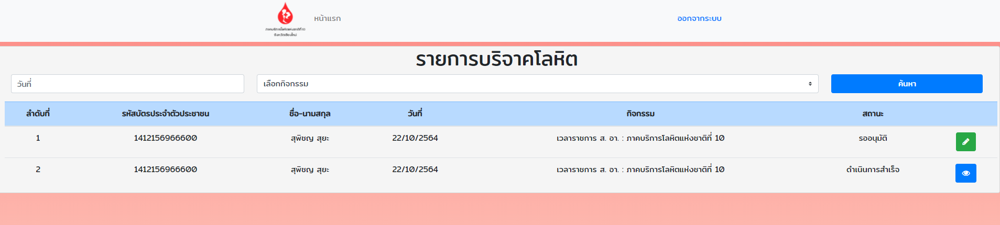 ภาคบริการโลหิตแห่งชาติที่ 10
จังหวัดเชียงใหม่
หน้าแรก
ออกจากระบบ
รายการบริจาคโลหิต
วันที่ เลือกกิจกรรม ค้นหา
ลำดับที่ รหัสบัตรประจำตัวประชาชน ชื่อ-นามสกุล วันที่ กิจกรรม สถานะ
1 1412156966600 สุพิชญ สุยะ 22/10/2564 เวลาราชการ ส. อา. : ภาคบริการโลหิตแห่งชาติที่ 10 รออนุมัติ
2 1412156966600 สุพิชญ สุยะ 22/10/2564 เวลาราชการ ส. อา. : ภาคบริการโลหิตแห่งชาติที่ 10 ดำเนินการสำเร็จ